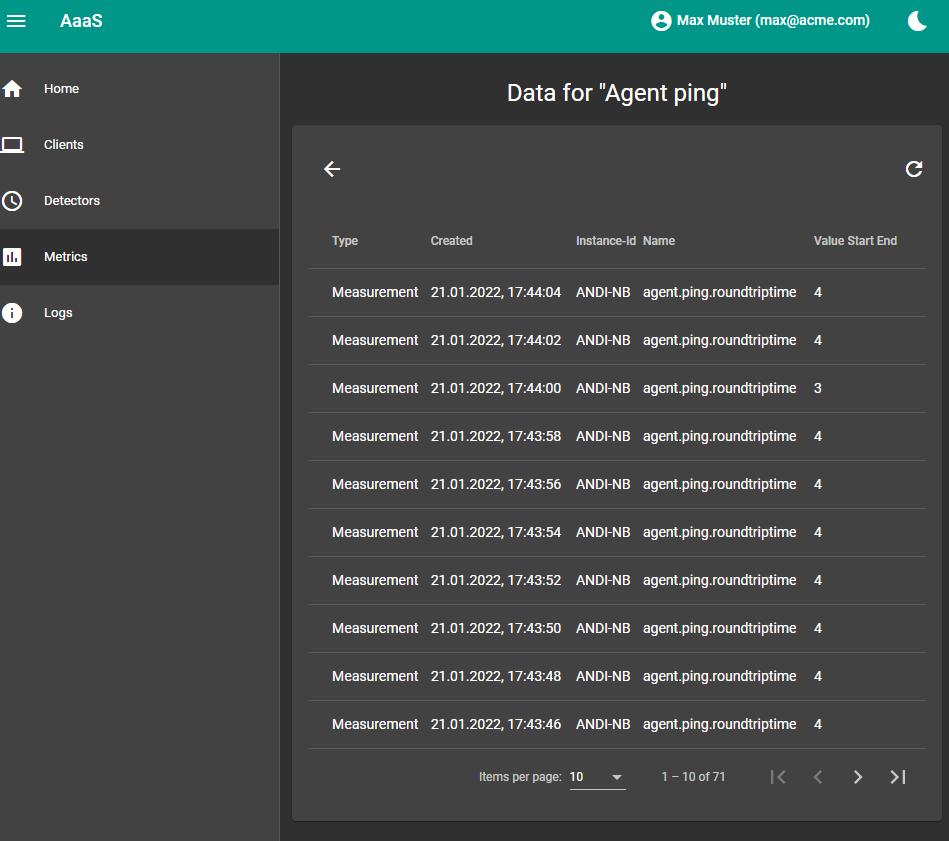 AaaS
Max Muster (max@acme.com)
Home
Clients
Detectors
Metrics
Logs
Data for "Agent ping"
Type Created Instance-Id Name Value Start End
Measurement 21.01.2022, 17:44:04 ANDI-NB agent.ping.roundtriptime 4
Measurement 21.01.2022, 17:44:02 ANDI-NB agent.ping.roundtriptime 4
Measurement 21.01.2022, 17:44:00 ANDI-NB agent.ping.roundtriptime 3
Measurement 21.01.2022, 17:43:58 ANDI-NB agent.ping.roundtriptime 4
Measurement 21.01.2022, 17:43:56 ANDI-NB agent.ping.roundtriptime 4
Measurement 21.01.2022, 17:43:54 ANDI-NB agent.ping.roundtriptime 4
Measurement 21.01.2022, 17:43:52 ANDI-NB agent.ping.roundtriptime 4
Measurement 21.01.2022, 17:43:50 ANDI-NB agent.ping.roundtriptime 4
Measurement 21.01.2022, 17:43:48 ANDI-NB agent.ping.roundtriptime 4
Measurement 21.01.2022, 17:43:46 ANDI-NB agent.ping.roundtriptime 4
Items per page: 10 1 – 10 of 71